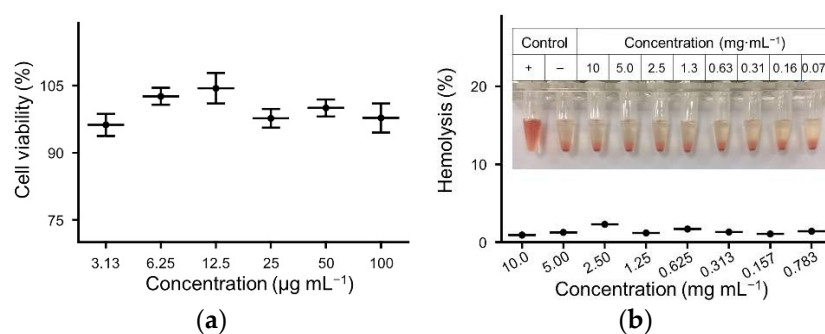 Cell viability (%)
105
90
75
3.13 6.25 12.5 25 50 100
Concentration (µg mL⁻¹)
(a)
Hemolysis (%)
20
10
0
Control Concentration (mg·mL⁻¹)
+ – 10 5.0 2.5 1.3 0.63 0.31 0.16 0.07
10.0 5.00 2.50 1.25 0.625 0.313 0.157 0.783
Concentration (mg mL⁻¹)
(b)